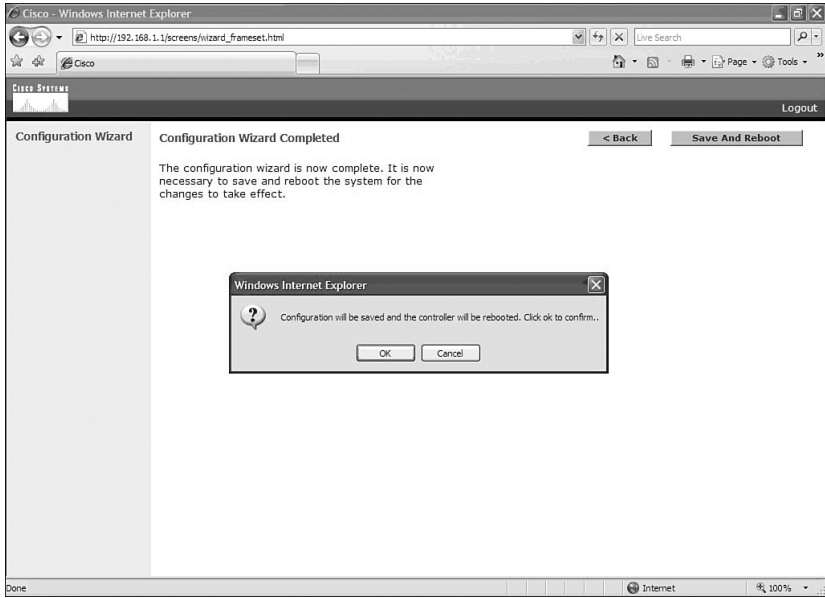 Cisco - Windows Internet Explorer
http://192.168.1.1/screens/wizard_frameset.html
Live Search
Cisco
Page
Tools
»
CISCO SYSTEMS
Logout
Configuration Wizard
Configuration Wizard Completed
< Back
Save And Reboot
The configuration wizard is now complete. It is now
necessary to save and reboot the system for the
changes to take effect.
Windows Internet Explorer
Configuration will be saved and the controller will be rebooted. Click ok to confirm..
OK
Cancel
Done
Internet
100%